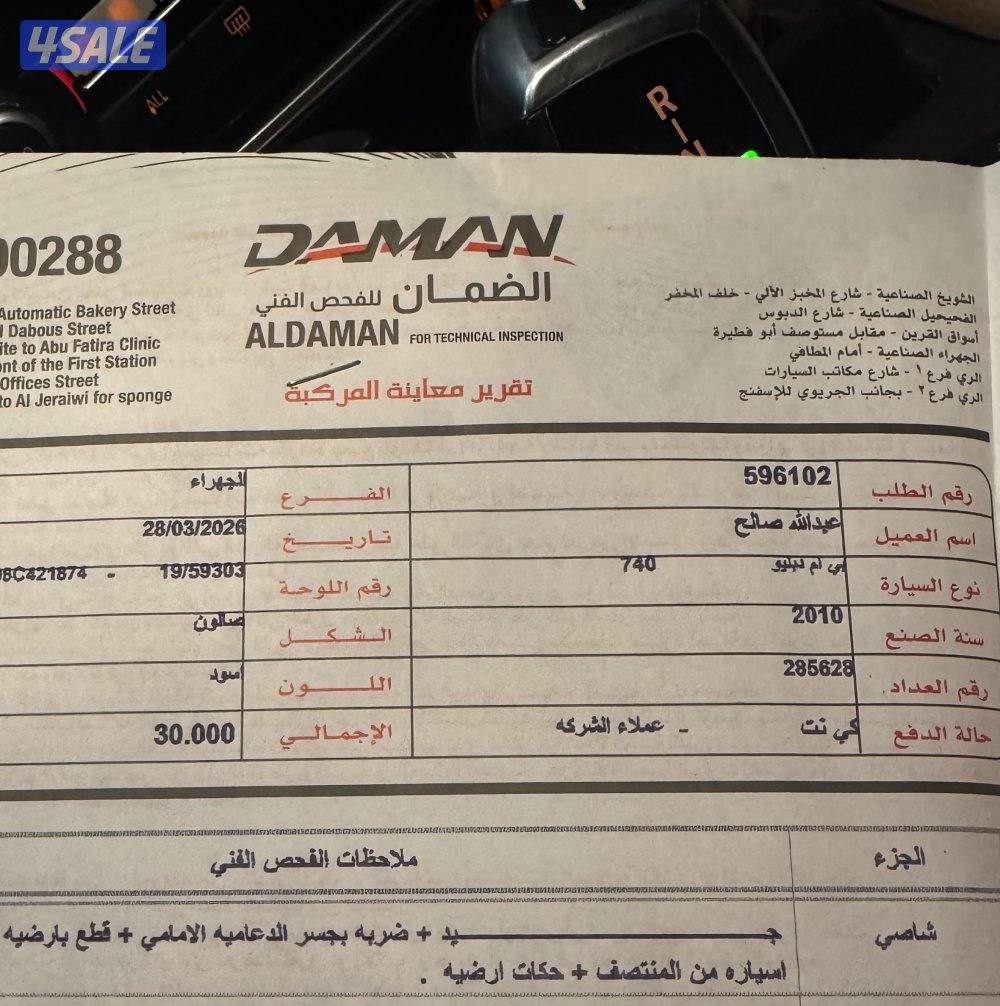 4SALE
ALL
R
N
00288
DAMAN
الضمان للفحص الفني
ALDAMAN FOR TECHNICAL INSPECTION
تقرير معاينة المركبة
Automatic Bakery Street
Dabous Street
ite to Abu Fatira Clinic
nt of the First Station
Offices Street
to Al Jeraiwi for sponge
الشويخ الصناعية - شارع المخبز الآلي - خلف المخفر
الفحيحيل الصناعية - شارع الدبوس
أسواق القرين - مقابل مستوصف أبو فطيرة
الجهراء الصناعية - أمام المطافي
الري فرع ١ - شارع مكاتب السيارات
الري فرع ٢ - بجانب الجريوي للإسفنج
رقم الطلب 596102 الفرع الجهراء
اسم العميل عبدالله صالح تاريخ 28/03/2026
نوع السيارة بي ام دبليو 740 رقم اللوحة 19/59303 - 8C421874
سنة الصنع 2010 الشكل صالون
رقم العداد. 285628 اللون اسود
حالة الدفع كي نت - عملاء الشركه الإجمالي 30.000
الجزء ملاحظات الفحص الفني
شاصي جيد + ضربه بجسر الدعاميه الامامي + قطع بارضيه
اسياره من المنتصف + حكات ارضيه .